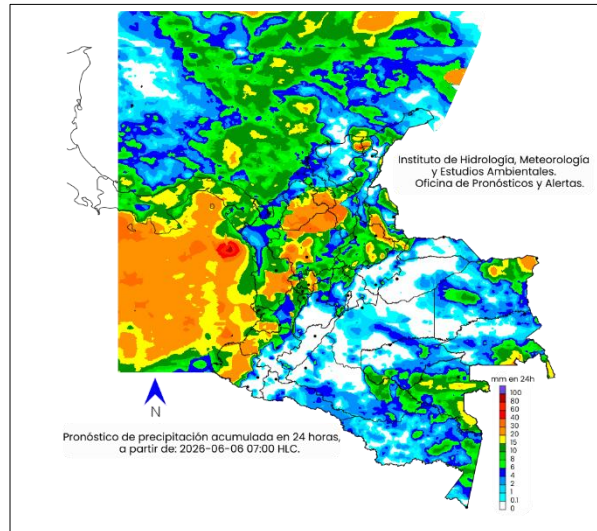 Instituto de Hidrología, Meteorología
y Estudios Ambientales.
Oficina de Pronósticos y Alertas.
N
Pronóstico de precipitación acumulada en 24 horas,
a partir de: 2026-06-06 07:00 HLC.
mm en 24h
100
80
60
40
30
20
15
10
8
6
4
2
1
0.1
0